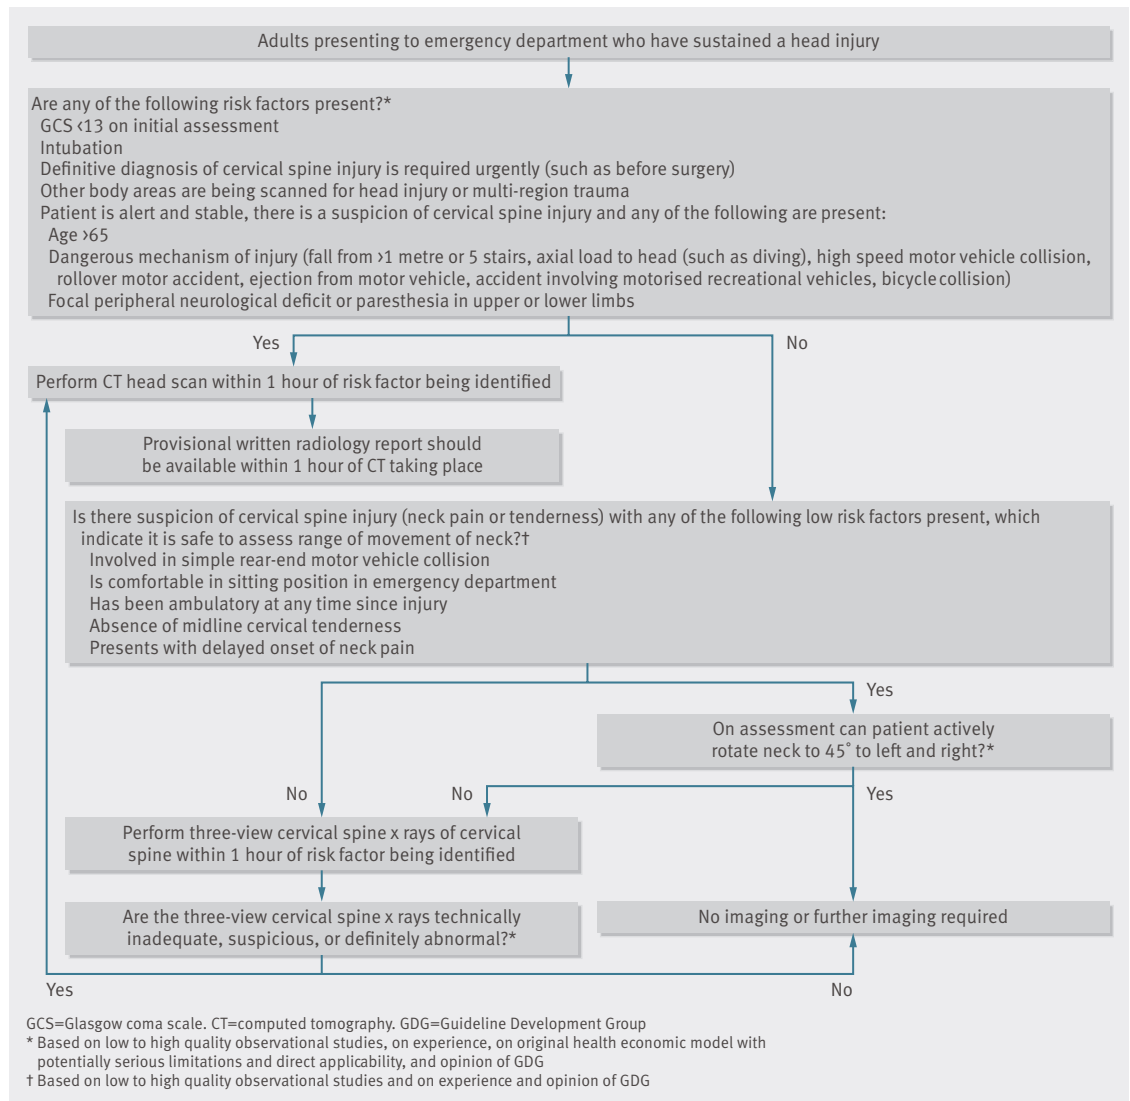 Adults presenting to emergency department who have sustained a head injury
Are any of the following risk factors present?*
GCS <13 on initial assessment
Intubation
Definitive diagnosis of cervical spine injury is required urgently (such as before surgery)
Other body areas are being scanned for head injury or multi-region trauma
Patient is alert and stable, there is a suspicion of cervical spine injury and any of the following are present:
Age >65
Dangerous mechanism of injury (fall from >1 metre or 5 stairs, axial load to head (such as diving), high speed motor vehicle collision,
rollover motor accident, ejection from motor vehicle, accident involving motorised recreational vehicles, bicycle collision)
Focal peripheral neurological deficit or paresthesia in upper or lower limbs
Yes
No
Perform CT head scan within 1 hour of risk factor being identified
Provisional written radiology report should
be available within 1 hour of CT taking place
Is there suspicion of cervical spine injury (neck pain or tenderness) with any of the following low risk factors present, which
indicate it is safe to assess range of movement of neck?†
Involved in simple rear-end motor vehicle collision
Is comfortable in sitting position in emergency department
Has been ambulatory at any time since injury
Absence of midline cervical tenderness
Presents with delayed onset of neck pain
Yes
On assessment can patient actively
rotate neck to 45° to left and right?*
No
No
Yes
Perform three-view cervical spine x rays of cervical
spine within 1 hour of risk factor being identified
Are the three-view cervical spine x rays technically
inadequate, suspicious, or definitely abnormal?*
No imaging or further imaging required
Yes
No
GCS=Glasgow coma scale. CT=computed tomography. GDG=Guideline Development Group
* Based on low to high quality observational studies, on experience, on original health economic model with
potentially serious limitations and direct applicability, and opinion of GDG
† Based on low to high quality observational studies and on experience and opinion of GDG